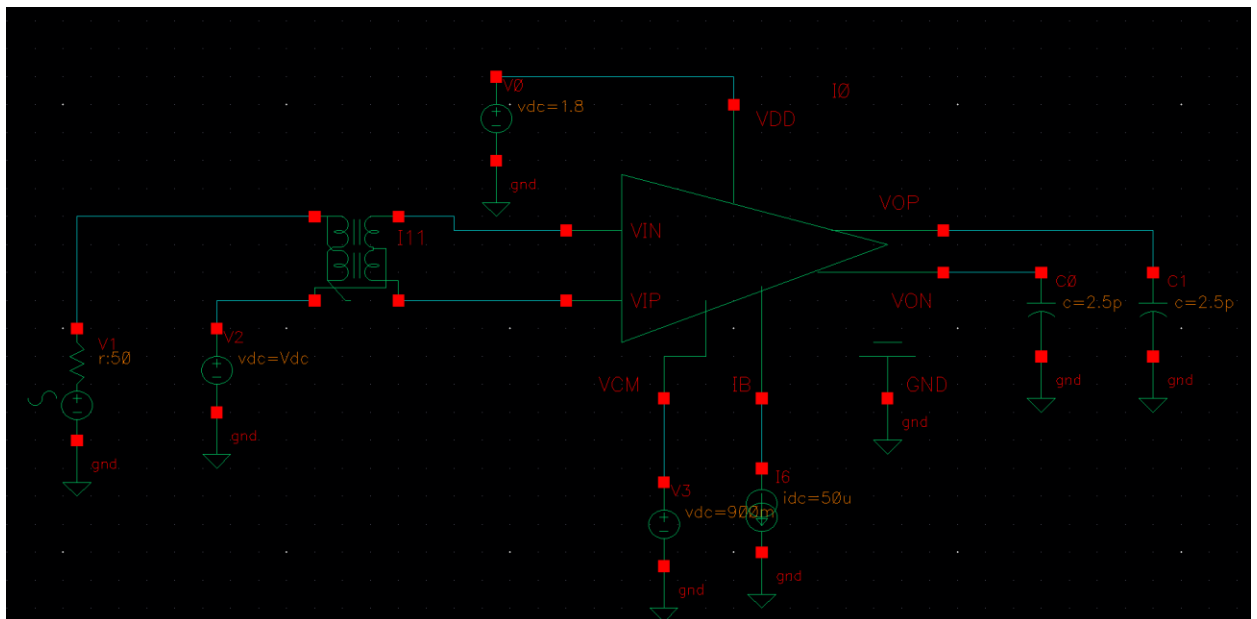 V0
vdc=1.8
gnd
I0
VDD
I11
VIN
VIP
VOP
VON
V1
r:50
gnd
V2
vdc=Vdc
gnd
VCM
IB
GND
gnd
C0
c=2.5p
gnd
C1
c=2.5p
gnd
V3
vdc=900m
gnd
I6
idc=50u
gnd